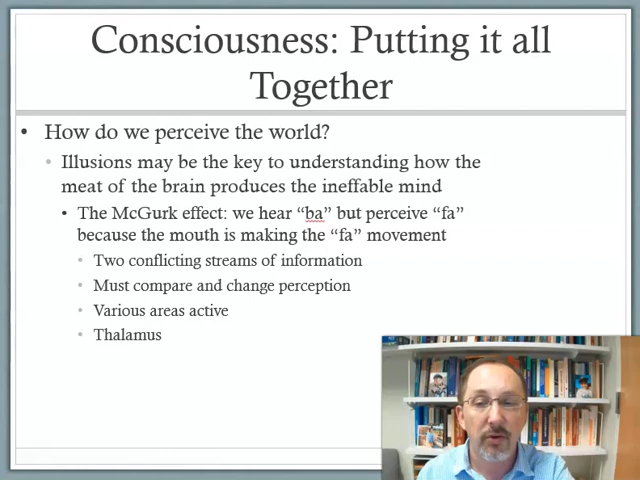 Consciousness: Putting it all
Together
• How do we perceive the world?
• Illusions may be the key to understanding how the
meat of the brain produces the ineffable mind
• The McGurk effect: we hear “ba” but perceive “fa”
because the mouth is making the “fa” movement
• Two conflicting streams of information
• Must compare and change perception
• Various areas active
• Thalamus